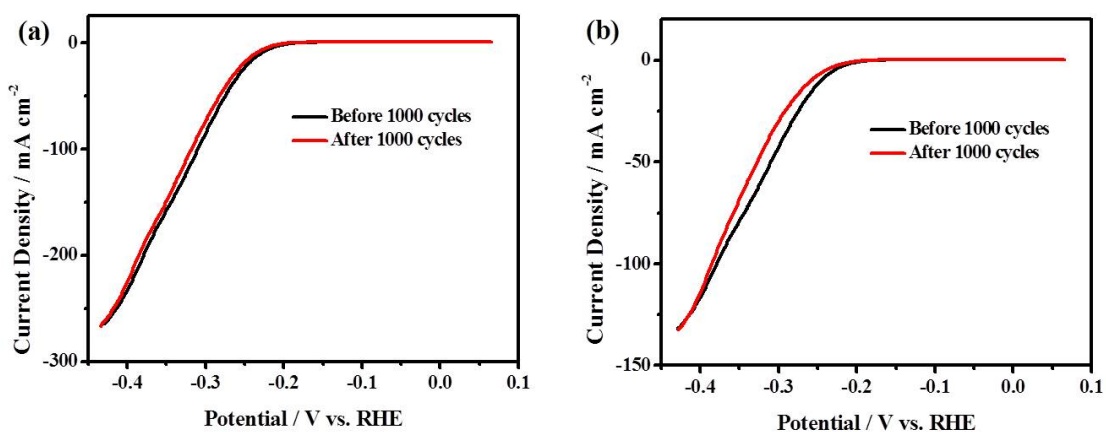 (a)
0
-100
-200
-300
Current Density / mA cm⁻²
Before 1000 cycles
After 1000 cycles
-0.4 -0.3 -0.2 -0.1 0.0 0.1
Potential / V vs. RHE
(b)
0
-50
-100
-150
Current Density / mA cm⁻²
Before 1000 cycles
After 1000 cycles
-0.4 -0.3 -0.2 -0.1 0.0 0.1
Potential / V vs. RHE